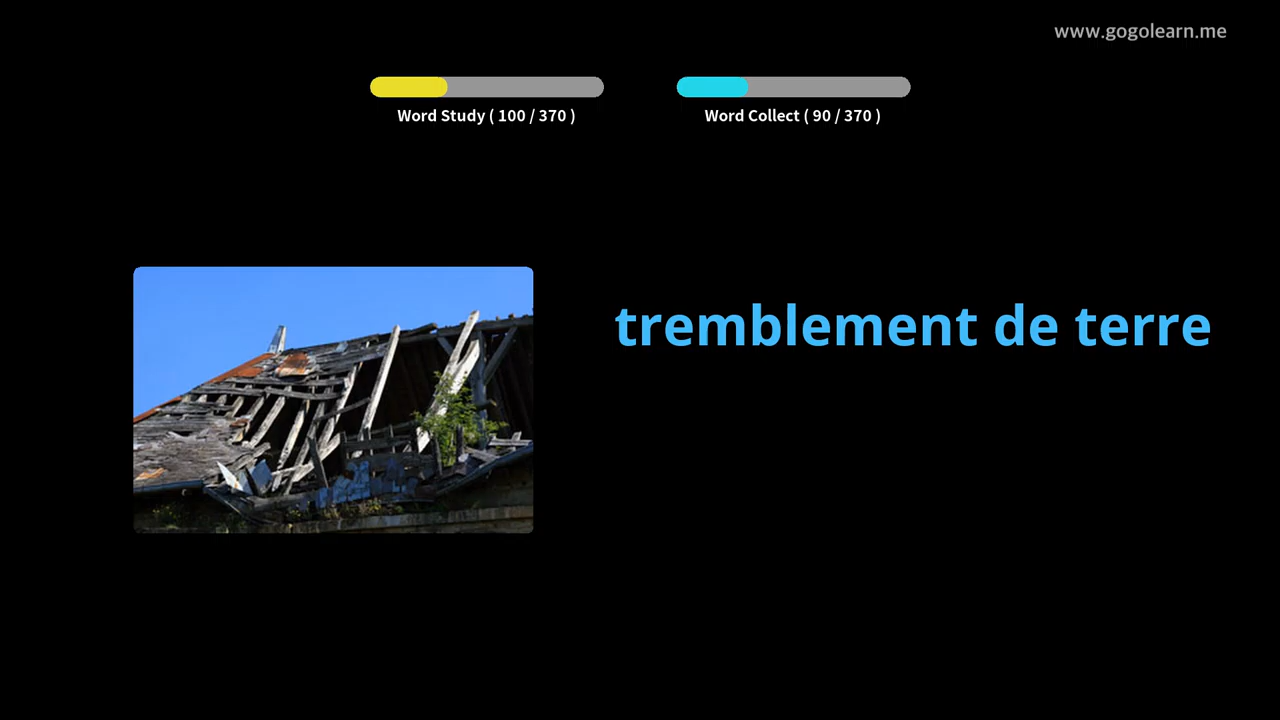 www.gogolearn.me
Word Study ( 100 / 370 )
Word Collect ( 90 / 370 )
tremblement de terre